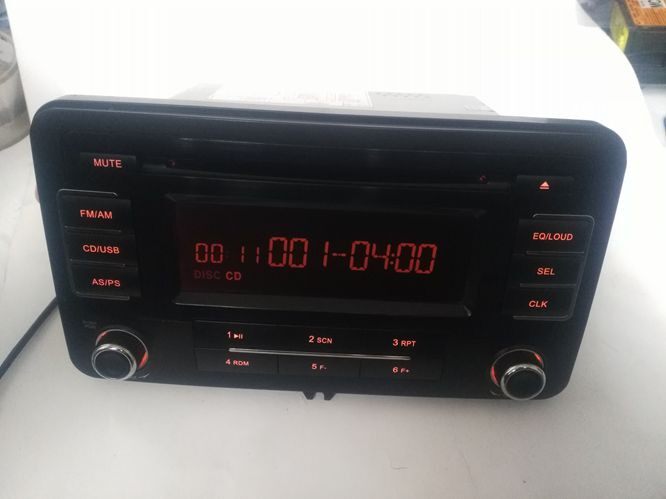 MUTE
FM/AM
CD/USB
AS/PS
00:11 001-04:00
DISC CD
EQ/LOUD
SEL
CLK
1 ⏯ 2 SCN 3 RPT
4 RDM 5 F- 6 F+